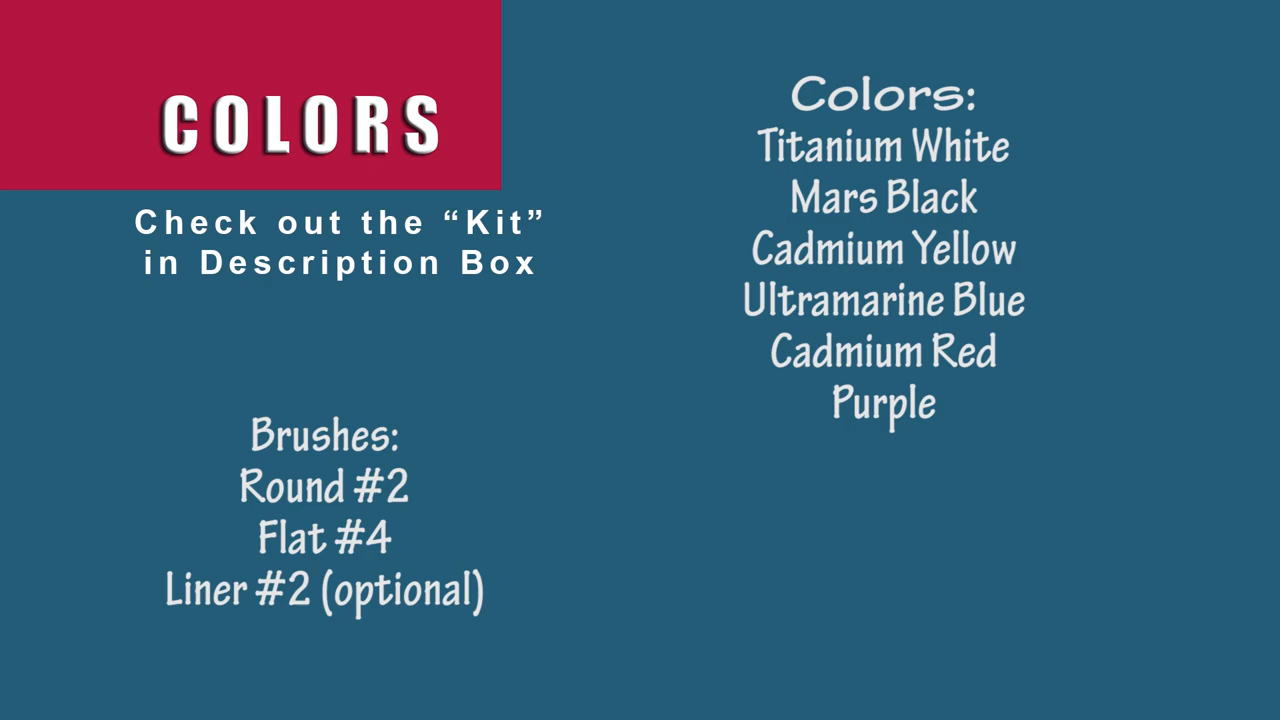 COLORS
Check out the “Kit”
in Description Box
Brushes:
Round #2
Flat #4
Liner #2 (optional)
Colors:
Titanium White
Mars Black
Cadmium Yellow
Ultramarine Blue
Cadmium Red
Purple